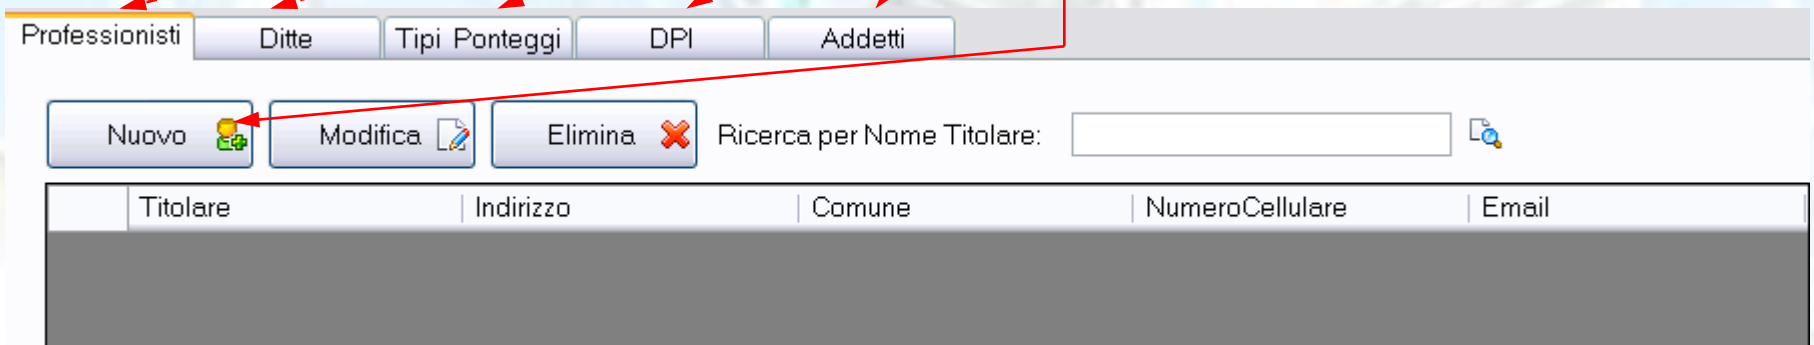 Professionisti Ditte Tipi Ponteggi DPI Addetti
Nuovo Modifica Elimina Ricerca per Nome Titolare:
Titolare Indirizzo Comune NumeroCellulare Email